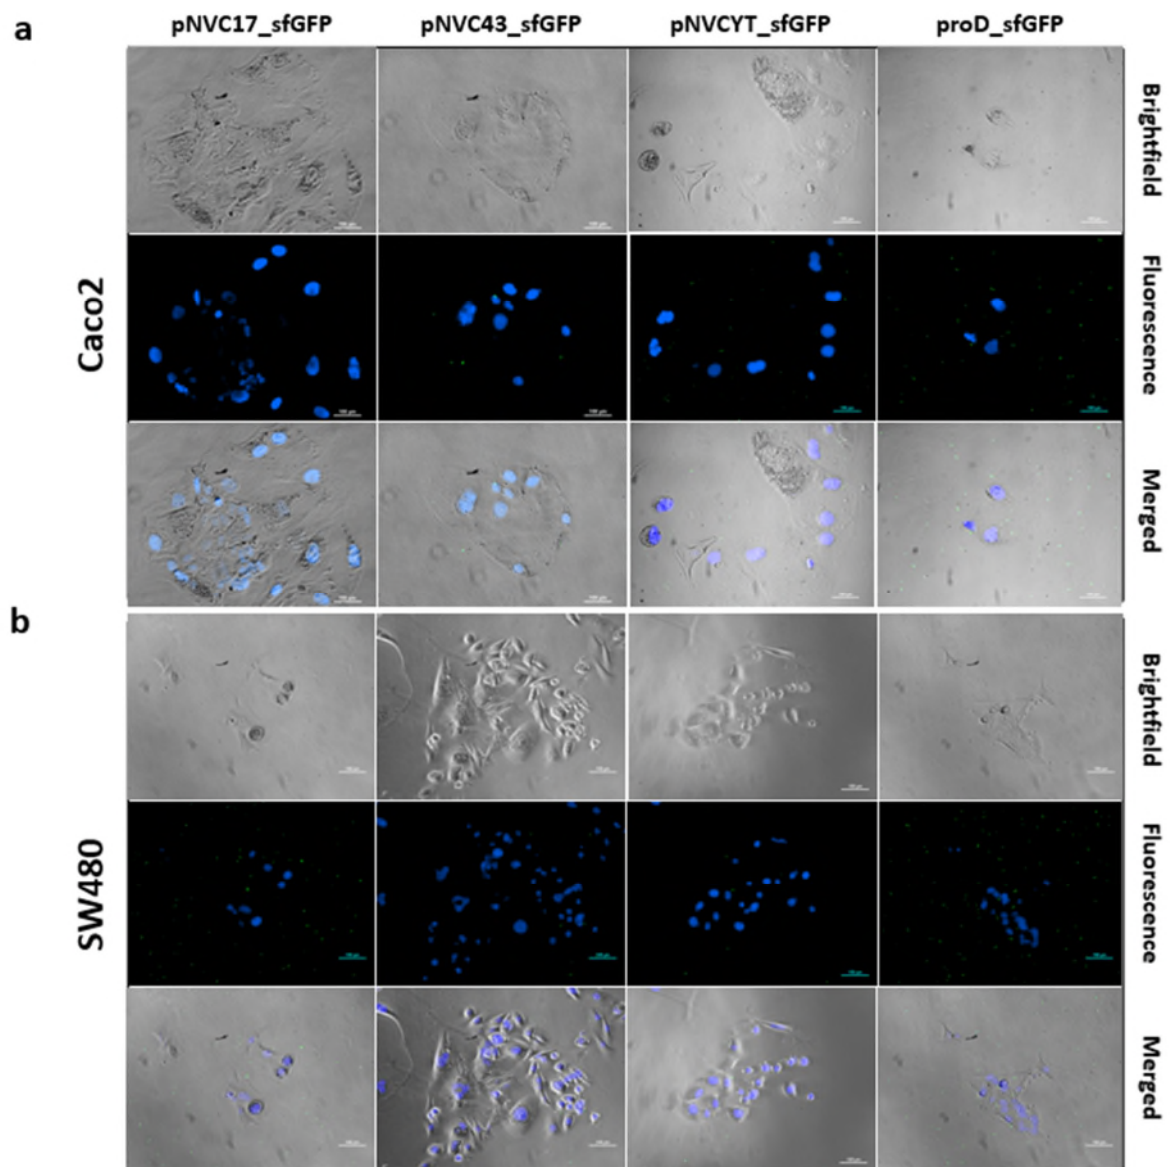 a
pNVC17_sfGFP pNVC43_sfGFP pNVCYT_sfGFP proD_sfGFP
Brightfield
Caco2
Fluorescence
Merged
b
Brightfield
SW480
Fluorescence
Merged